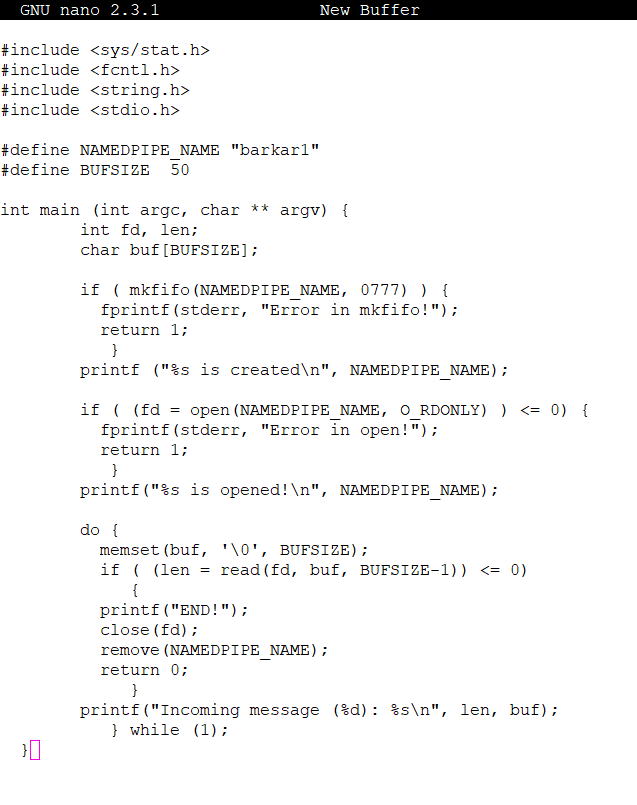 GNU nano 2.3.1 New Buffer
#include <sys/stat.h>
#include <fcntl.h>
#include <string.h>
#include <stdio.h>
#define NAMEDPIPE_NAME "barkar1"
#define BUFSIZE  50
int main (int argc, char ** argv) {
        int fd, len;
        char buf[BUFSIZE];
        if ( mkfifo(NAMEDPIPE_NAME, 0777) ) {
          fprintf(stderr, "Error in mkfifo!");
          return 1;
           }
        printf ("%s is created\n", NAMEDPIPE_NAME);
        if ( (fd = open(NAMEDPIPE_NAME, O_RDONLY) ) <= 0) {
          fprintf(stderr, "Error in open!");
          return 1;
           }
        printf("%s is opened!\n", NAMEDPIPE_NAME);
        do {
          memset(buf, '\0', BUFSIZE);
          if ( (len = read(fd, buf, BUFSIZE-1)) <= 0)
             {
          printf("END!");
          close(fd);
          remove(NAMEDPIPE_NAME);
          return 0;
             }
        printf("Incoming message (%d): %s\n", len, buf);
           } while (1);
  }